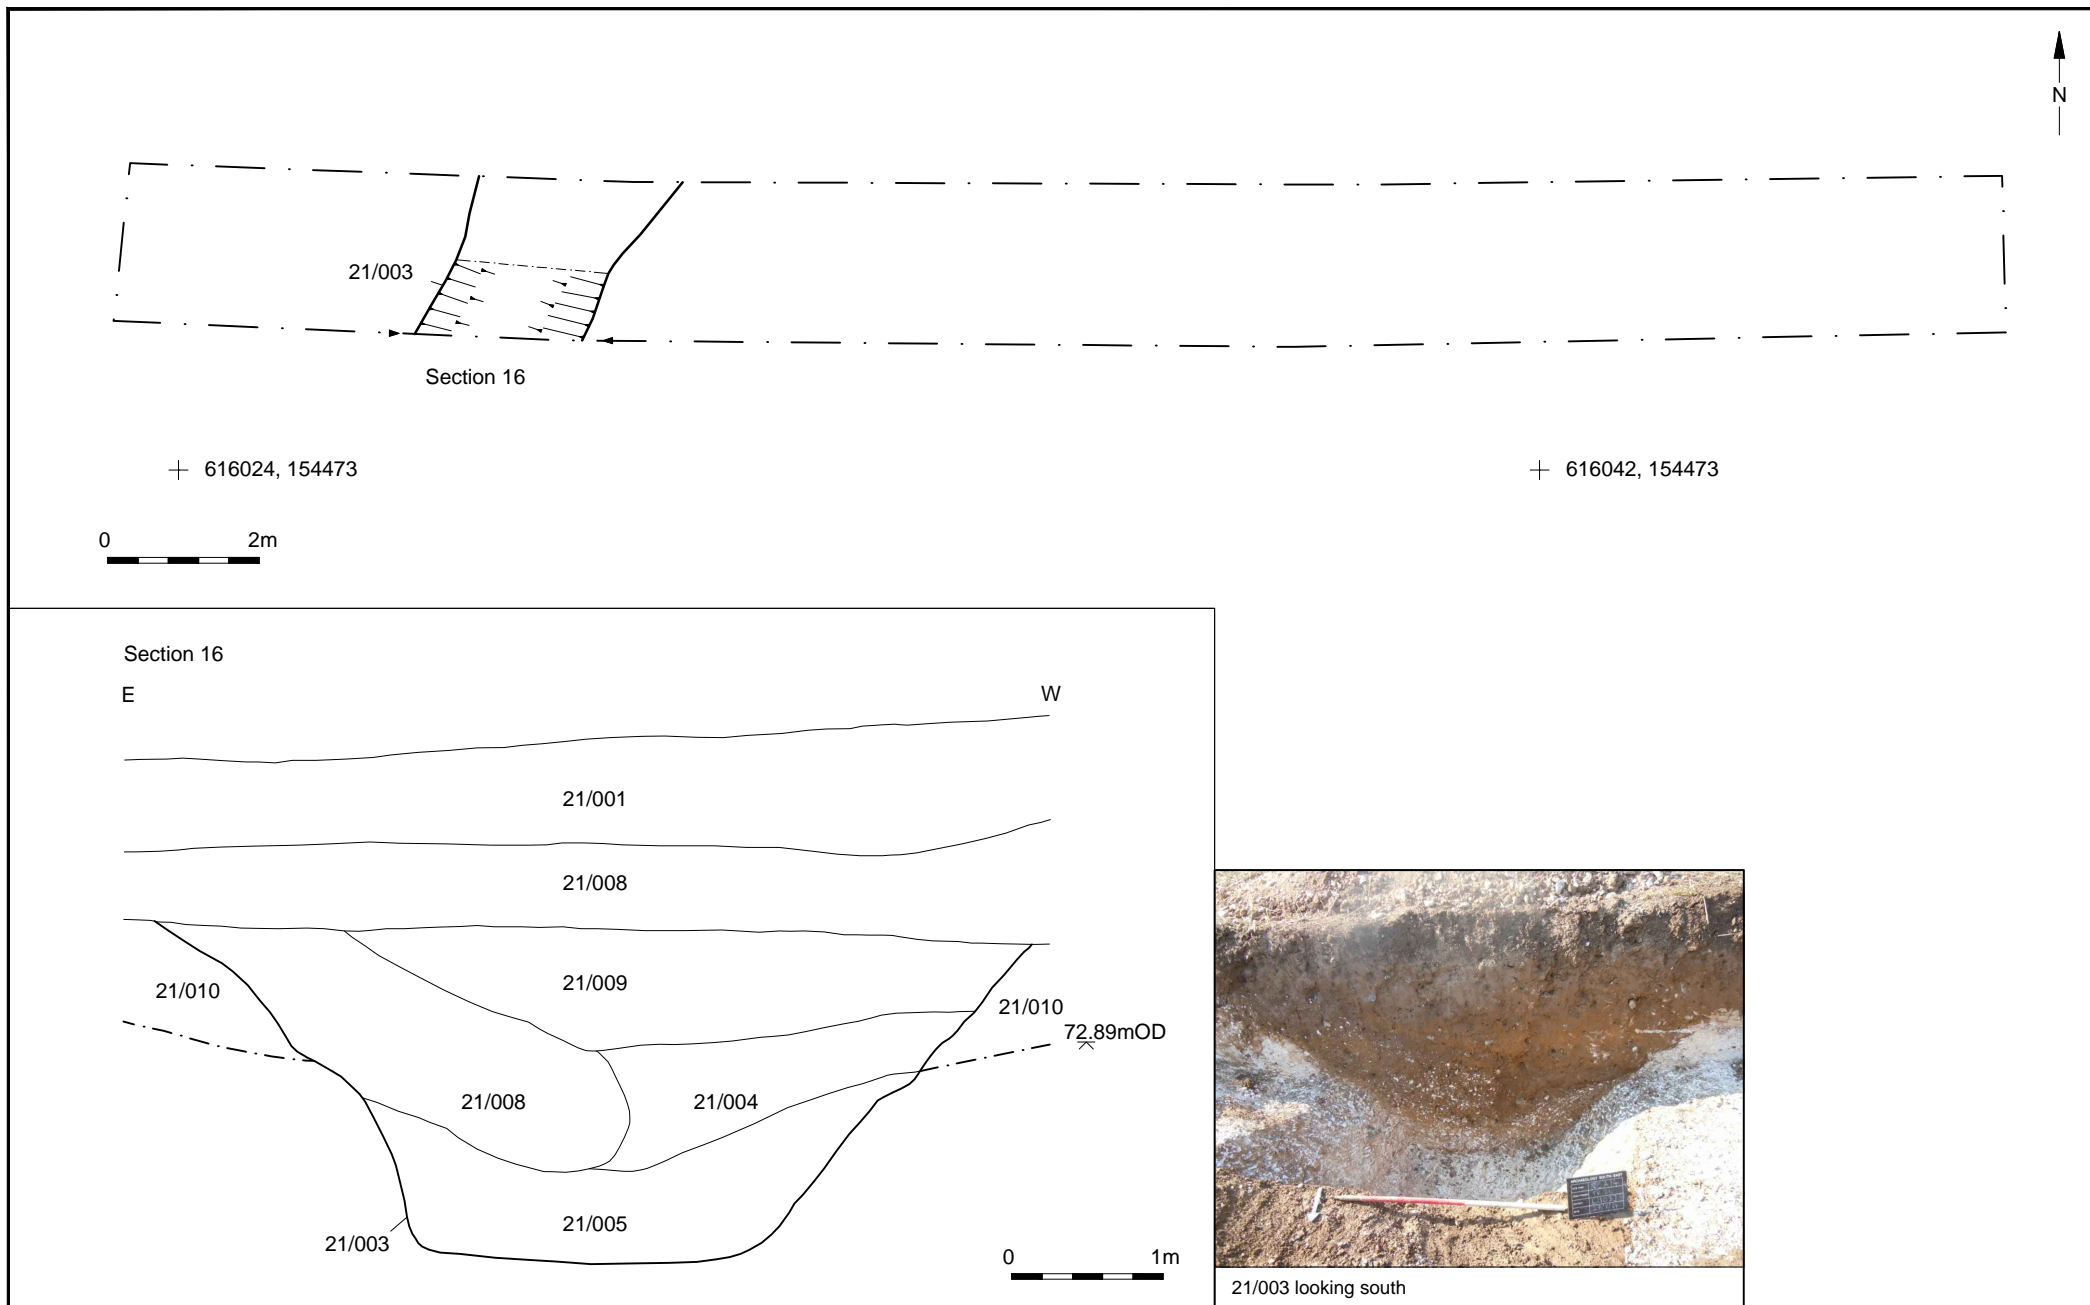 N
21/003
Section 16
616024, 154473
616042, 154473
0 2m
Section 16
E W
21/001
21/008
21/009
21/010
21/010
72.89mOD
21/008
21/004
21/005
21/003
0 1m
21/003 looking south